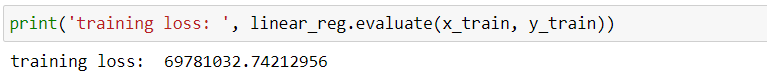 print('training loss: ', linear_reg.evaluate(x_train, y_train))
training loss:  69781032.74212956